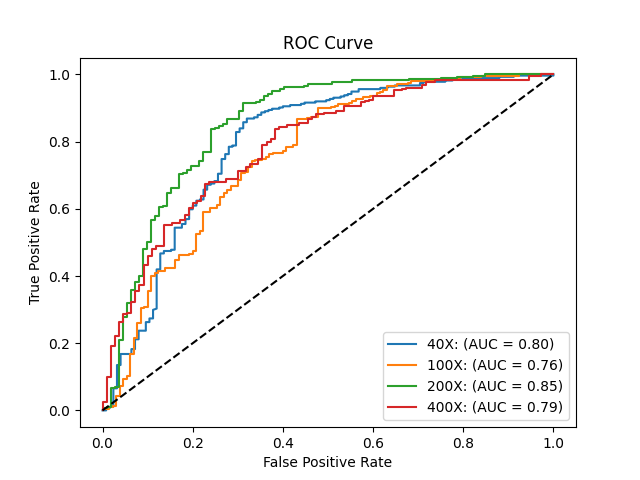 ROC Curve
1.0
0.8
0.6
0.4
0.2
0.0
True Positive Rate
0.0 0.2 0.4 0.6 0.8 1.0
False Positive Rate
40X: (AUC = 0.80)
100X: (AUC = 0.76)
200X: (AUC = 0.85)
400X: (AUC = 0.79)